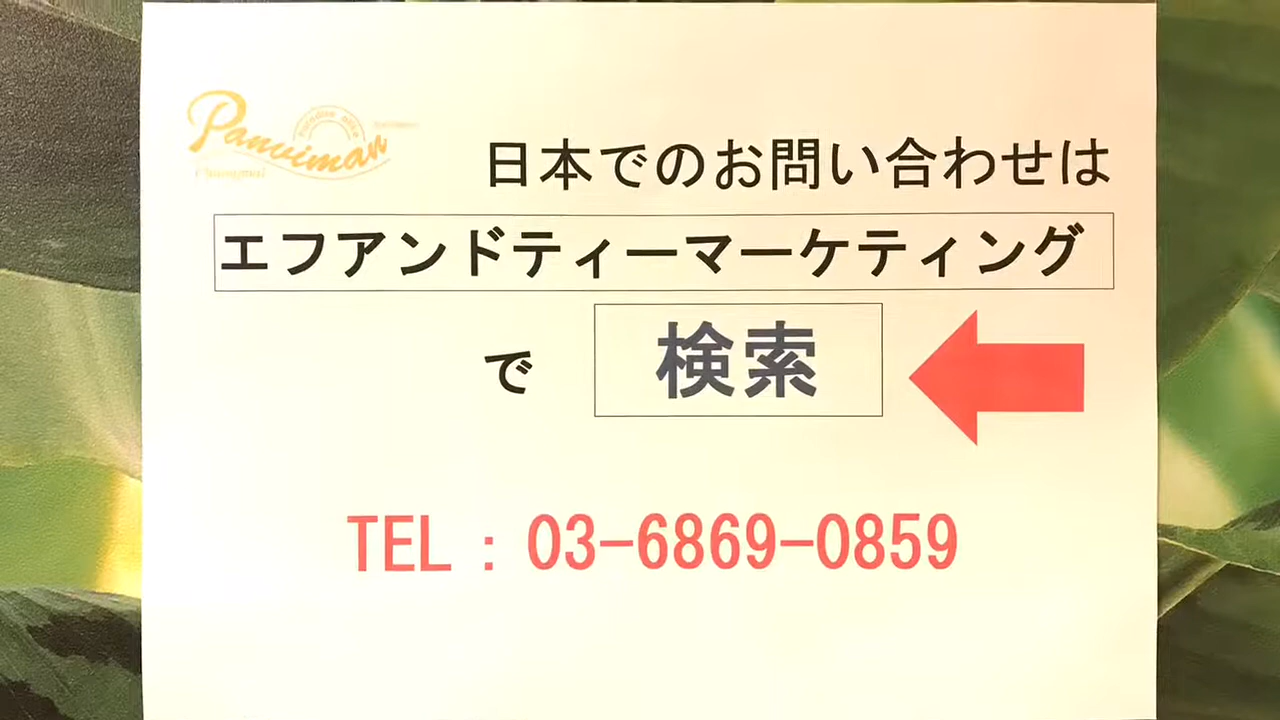 Panviman
日本でのお問い合わせは
エフアンドティーマーケティング
で 検索
TEL：03-6869-0859